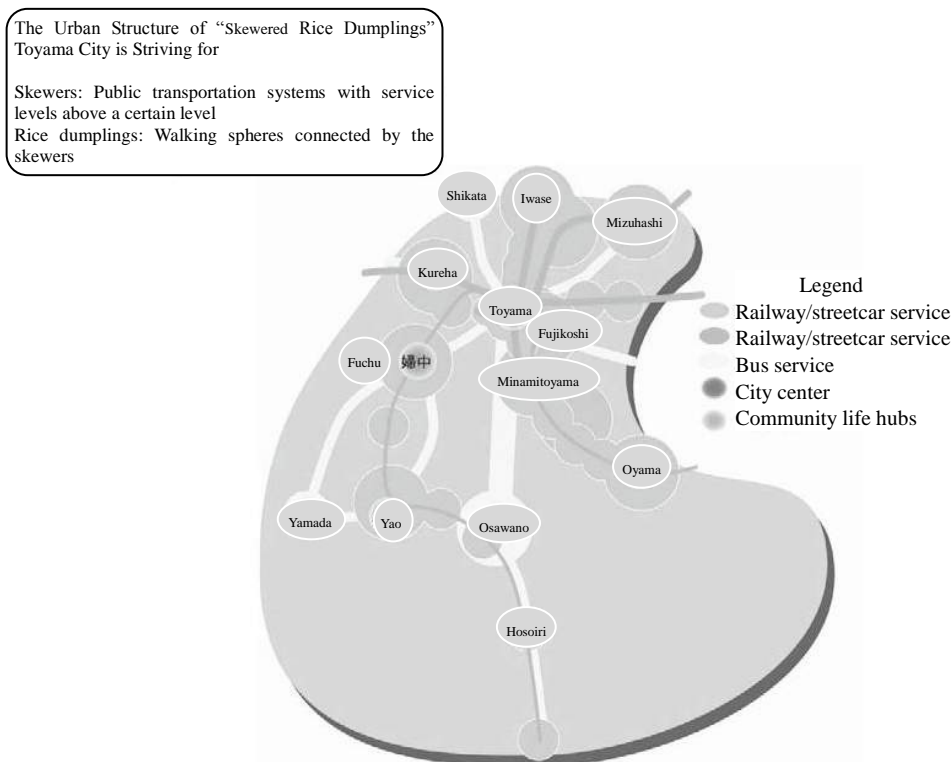 The Urban Structure of “Skewered Rice Dumplings”
Toyama City is Striving for
Skewers: Public transportation systems with service
levels above a certain level
Rice dumplings: Walking spheres connected by the
skewers
Shikata
Iwase
Mizuhashi
Kureha
Toyama
Fujikoshi
Fuchu
婦中
Minamitoyama
Oyama
Yamada
Yao
Osawano
Hosoiri
Legend
Railway/streetcar service
Railway/streetcar service
Bus service
City center
Community life hubs